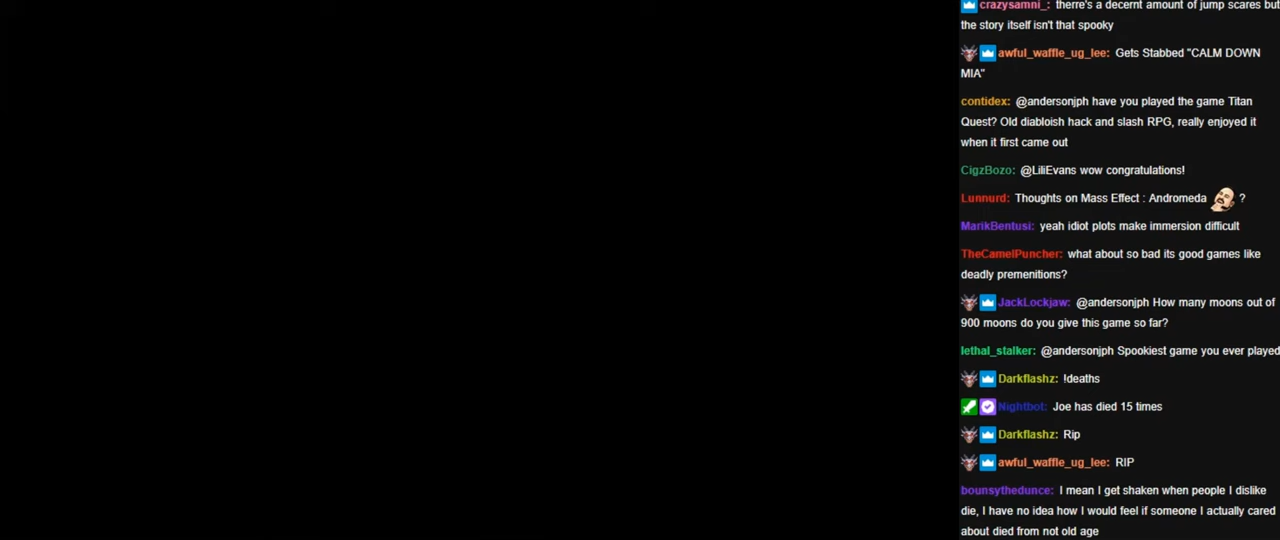 crazysamni_: therre's a decernt amount of jump scares but
the story itself isn't that spooky
awful_waffle_ug_lee: Gets Stabbed "CALM DOWN
MIA"
contidex: @andersonjph have you played the game Titan
Quest? Old diabloish hack and slash RPG, really enjoyed it
when it first came out
CigzBozo: @LiliEvans wow congratulations!
Lunnurd: Thoughts on Mass Effect : Andromeda ?
MarikBentusi: yeah idiot plots make immersion difficult
TheCamelPuncher: what about so bad its good games like
deadly premenitions?
JackLockjaw: @andersonjph How many moons out of
900 moons do you give this game so far?
lethal_stalker: @andersonjph Spookiest game you ever played
Darkflashz: !deaths
Nightbot: Joe has died 15 times
Darkflashz: Rip
awful_waffle_ug_lee: RIP
bounsythedunce: I mean I get shaken when people I dislike
die, I have no idea how I would feel if someone I actually cared
about died from not old age